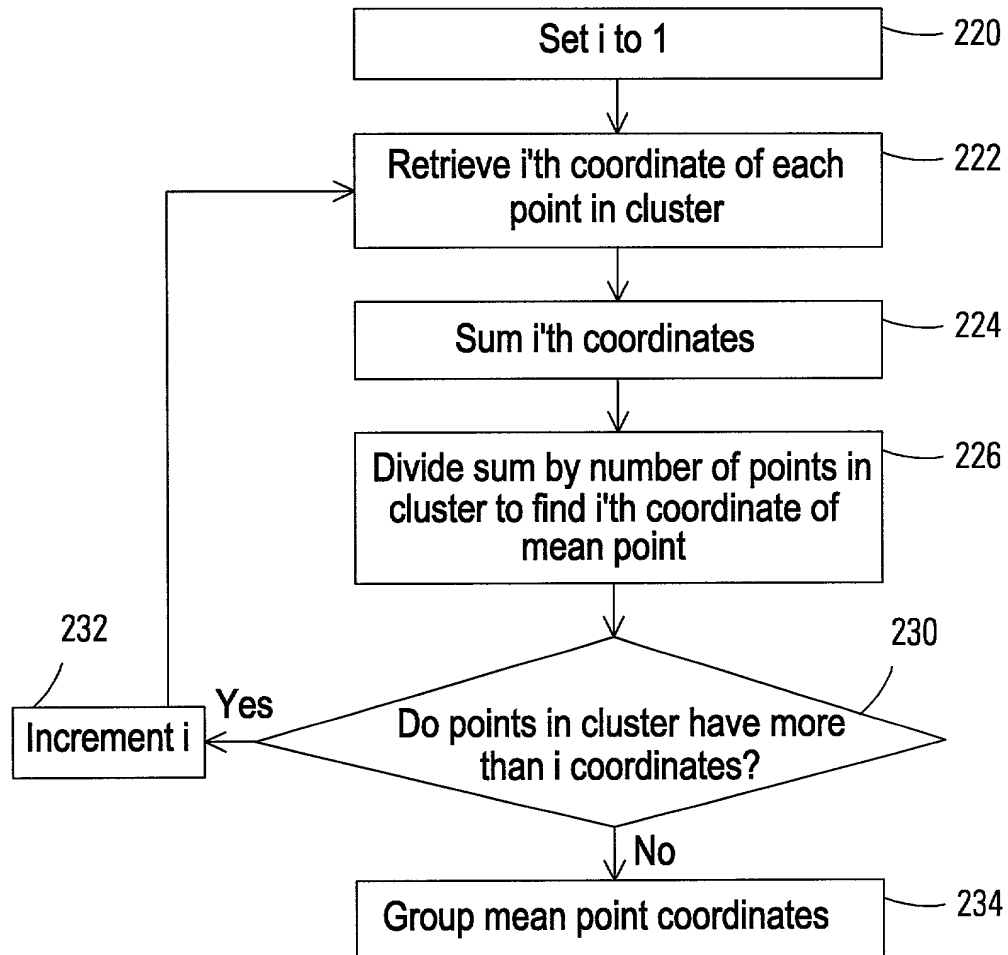 Set i to 1
220
Retrieve i'th coordinate of each
point in cluster
222
Sum i'th coordinates
224
Divide sum by number of points in
cluster to find i'th coordinate of
mean point
226
230
Do points in cluster have more
than i coordinates?
Yes
232
Increment i
No
Group mean point coordinates
234